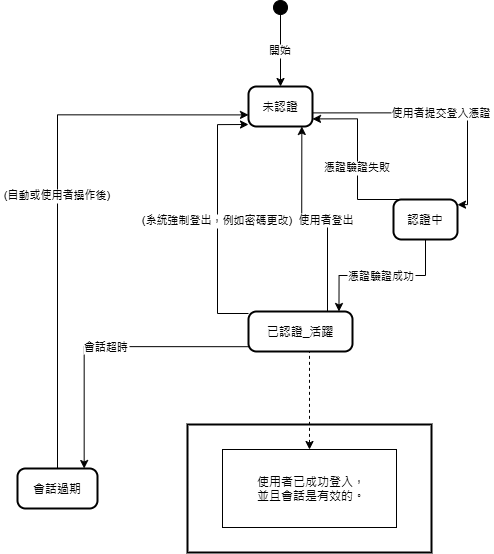 開始
未認證
使用者提交登入憑證
憑證驗證失敗
(自動或使用者操作後)
(系統強制登出，例如密碼更改)
使用者登出
認證中
憑證驗證成功
已認證_活躍
會話超時
會話過期
使用者已成功登入，
並且會話是有效的。